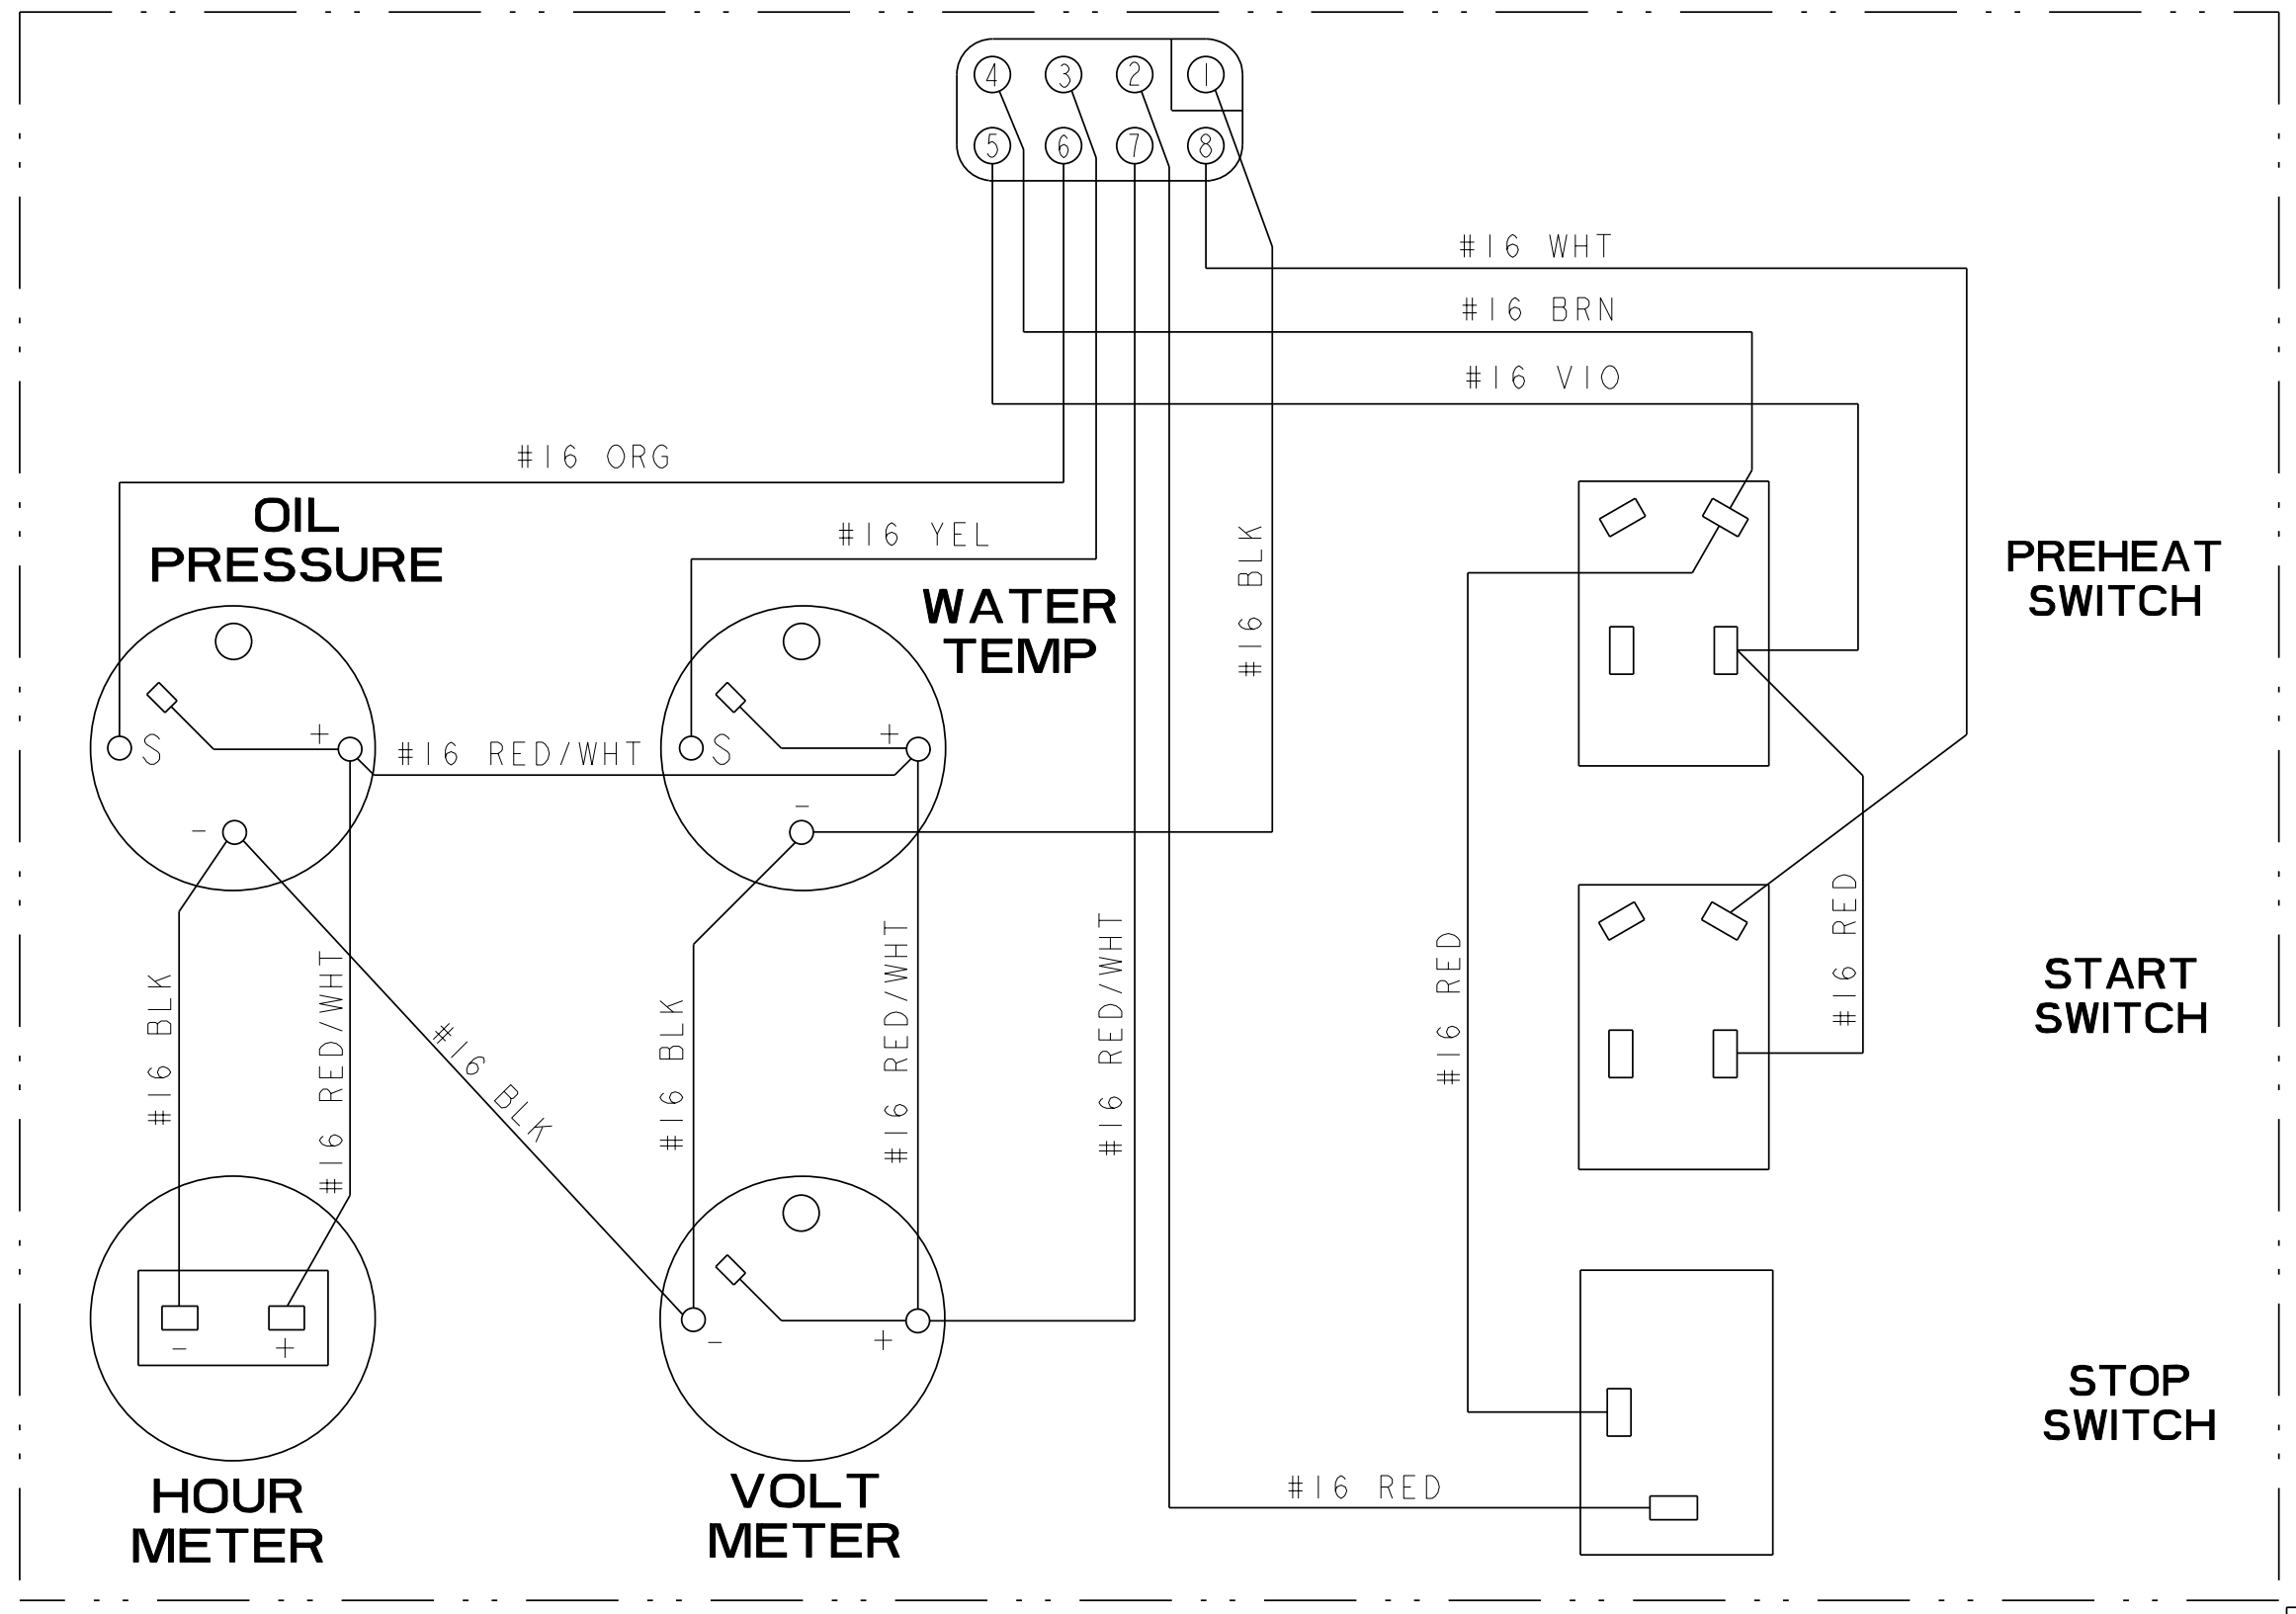 4 3 2 1
5 6 7 8
#16 WHT
#16 BRN
#16 VIO
#16 ORG
OIL
PRESSURE
#16 YEL
WATER
TEMP
#16 BLK
PREHEAT
SWITCH
S
+
-
#16 RED/WHT
S
+
-
#16 BLK
#16 RED/WHT
#16 BLK
#16 BLK
#16 RED/WHT
#16 RED/WHT
#16 RED
#16 RED
START
SWITCH
- +
HOUR
METER
- +
VOLT
METER
#16 RED
STOP
SWITCH